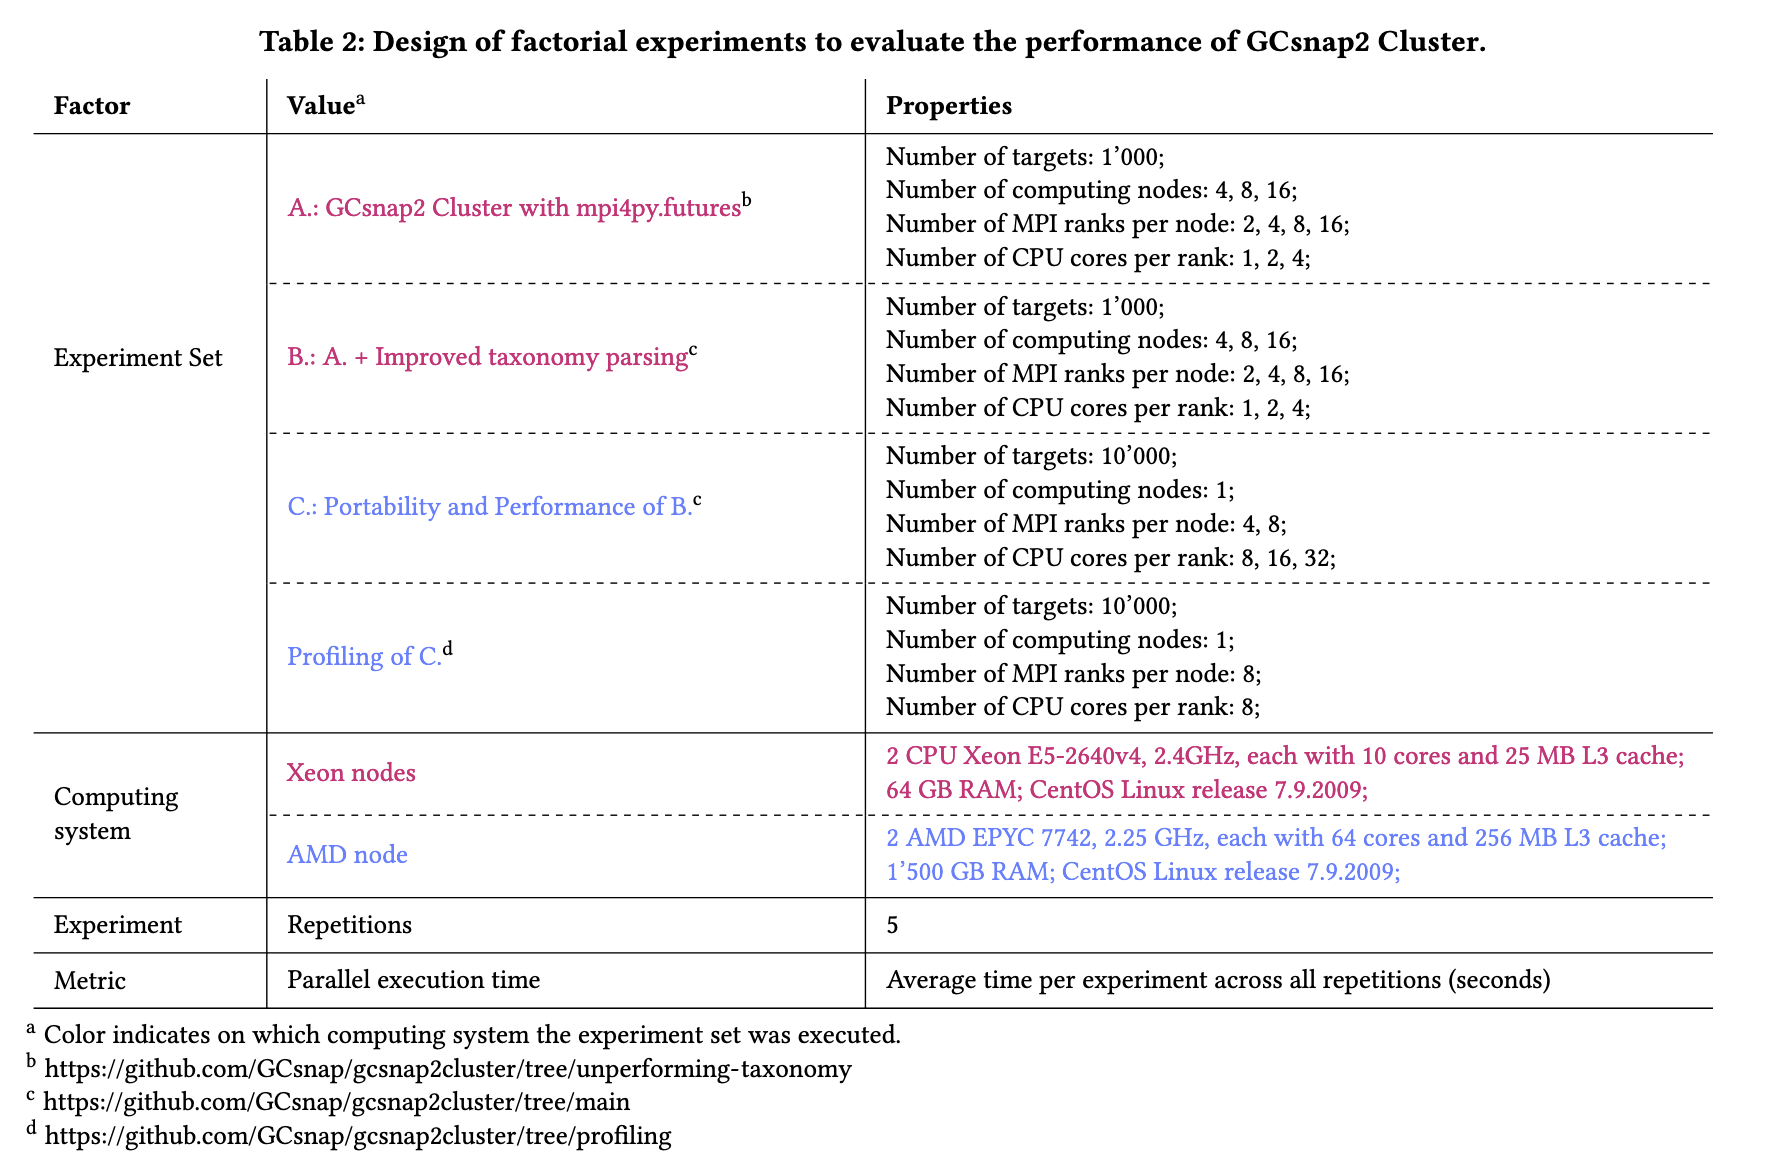 Table 2: Design of factorial experiments to evaluate the performance of GCsnap2 Cluster.
Factor
Value^a
Properties
Experiment Set
A.: GCsnap2 Cluster with mpi4py.futures^b
Number of targets: 1’000;
Number of computing nodes: 4, 8, 16;
Number of MPI ranks per node: 2, 4, 8, 16;
Number of CPU cores per rank: 1, 2, 4;
B.: A. + Improved taxonomy parsing^c
Number of targets: 1’000;
Number of computing nodes: 4, 8, 16;
Number of MPI ranks per node: 2, 4, 8, 16;
Number of CPU cores per rank: 1, 2, 4;
C.: Portability and Performance of B.^c
Number of targets: 10’000;
Number of computing nodes: 1;
Number of MPI ranks per node: 4, 8;
Number of CPU cores per rank: 8, 16, 32;
Profiling of C.^d
Number of targets: 10’000;
Number of computing nodes: 1;
Number of MPI ranks per node: 8;
Number of CPU cores per rank: 8;
Computing
system
Xeon nodes
2 CPU Xeon E5-2640v4, 2.4GHz, each with 10 cores and 25 MB L3 cache;
64 GB RAM; CentOS Linux release 7.9.2009;
AMD node
2 AMD EPYC 7742, 2.25 GHz, each with 64 cores and 256 MB L3 cache;
1’500 GB RAM; CentOS Linux release 7.9.2009;
Experiment
Repetitions
5
Metric
Parallel execution time
Average time per experiment across all repetitions (seconds)
^a Color indicates on which computing system the experiment set was executed.
^b https://github.com/GCsnap/gcsnap2cluster/tree/unperforming-taxonomy
^c https://github.com/GCsnap/gcsnap2cluster/tree/main
^d https://github.com/GCsnap/gcsnap2cluster/tree/profiling